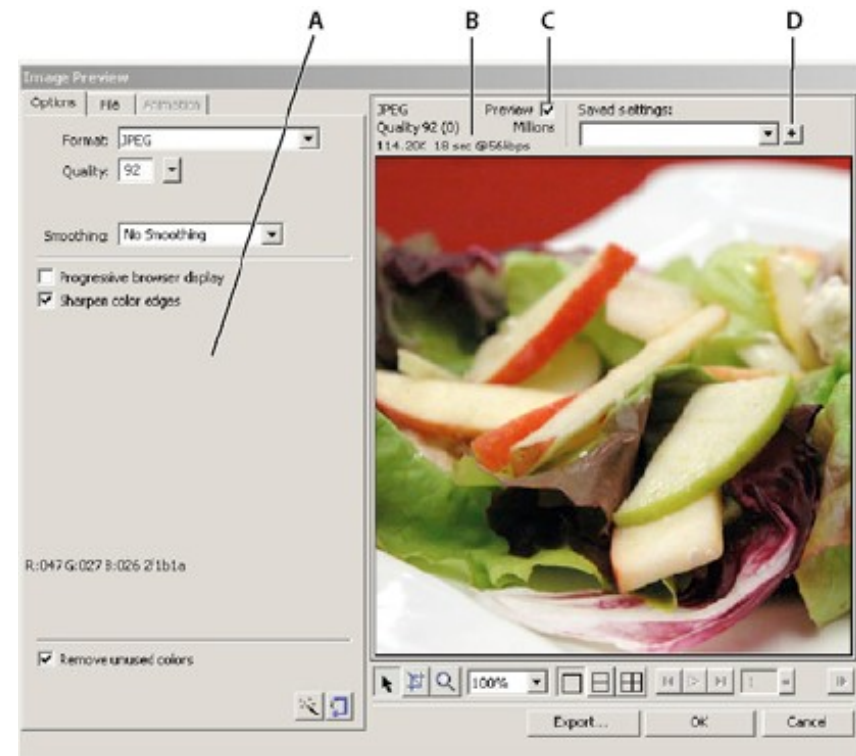 A B C D
Image Preview
Options File Animation
Format: JPEG
Quality: 92
Smoothing: No Smoothing
Progressive browser display
Sharpen color edges
R:047 G:027 B:026 2f1b1a
Remove unused colors
JPEG Preview
Quality 92 (0) Millions
114.20K 18 sec @56kbps
Saved settings:
100% 1
Export... OK Cancel